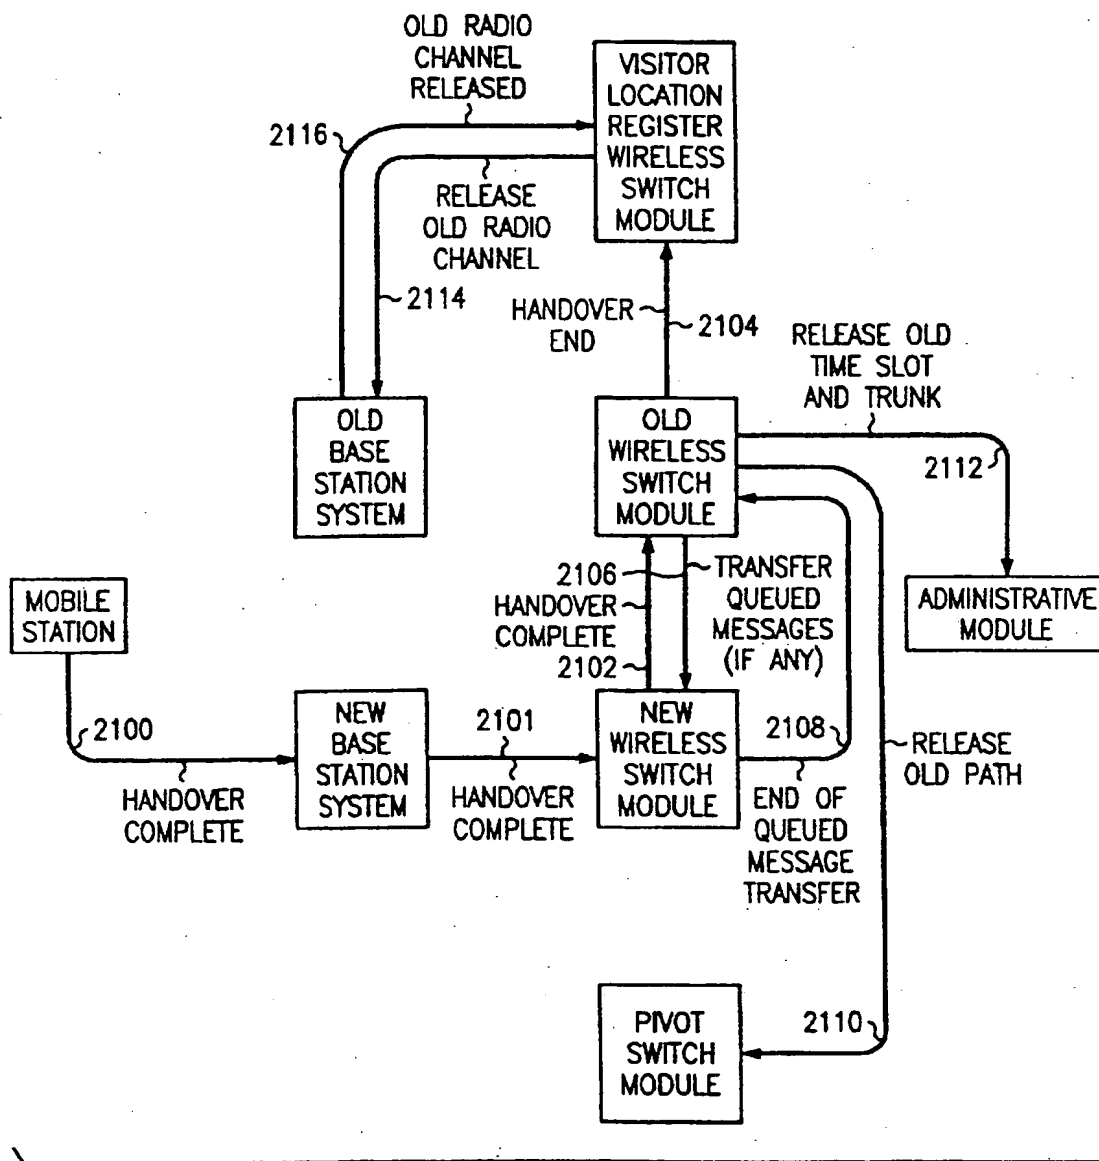 OLD RADIO
CHANNEL
RELEASED
2116
RELEASE
OLD RADIO
CHANNEL
2114
VISITOR
LOCATION
REGISTER
WIRELESS
SWITCH
MODULE
HANDOVER
END
2104
RELEASE OLD
TIME SLOT
AND TRUNK
2112
OLD
BASE
STATION
SYSTEM
OLD
WIRELESS
SWITCH
MODULE
ADMINISTRATIVE
MODULE
MOBILE
STATION
2106
HANDOVER
COMPLETE
2102
TRANSFER
QUEUED
MESSAGES
(IF ANY)
2100
HANDOVER
COMPLETE
NEW
BASE
STATION
SYSTEM
2101
HANDOVER
COMPLETE
NEW
WIRELESS
SWITCH
MODULE
2108
END OF
QUEUED
MESSAGE
TRANSFER
RELEASE
OLD PATH
2110
PIVOT
SWITCH
MODULE